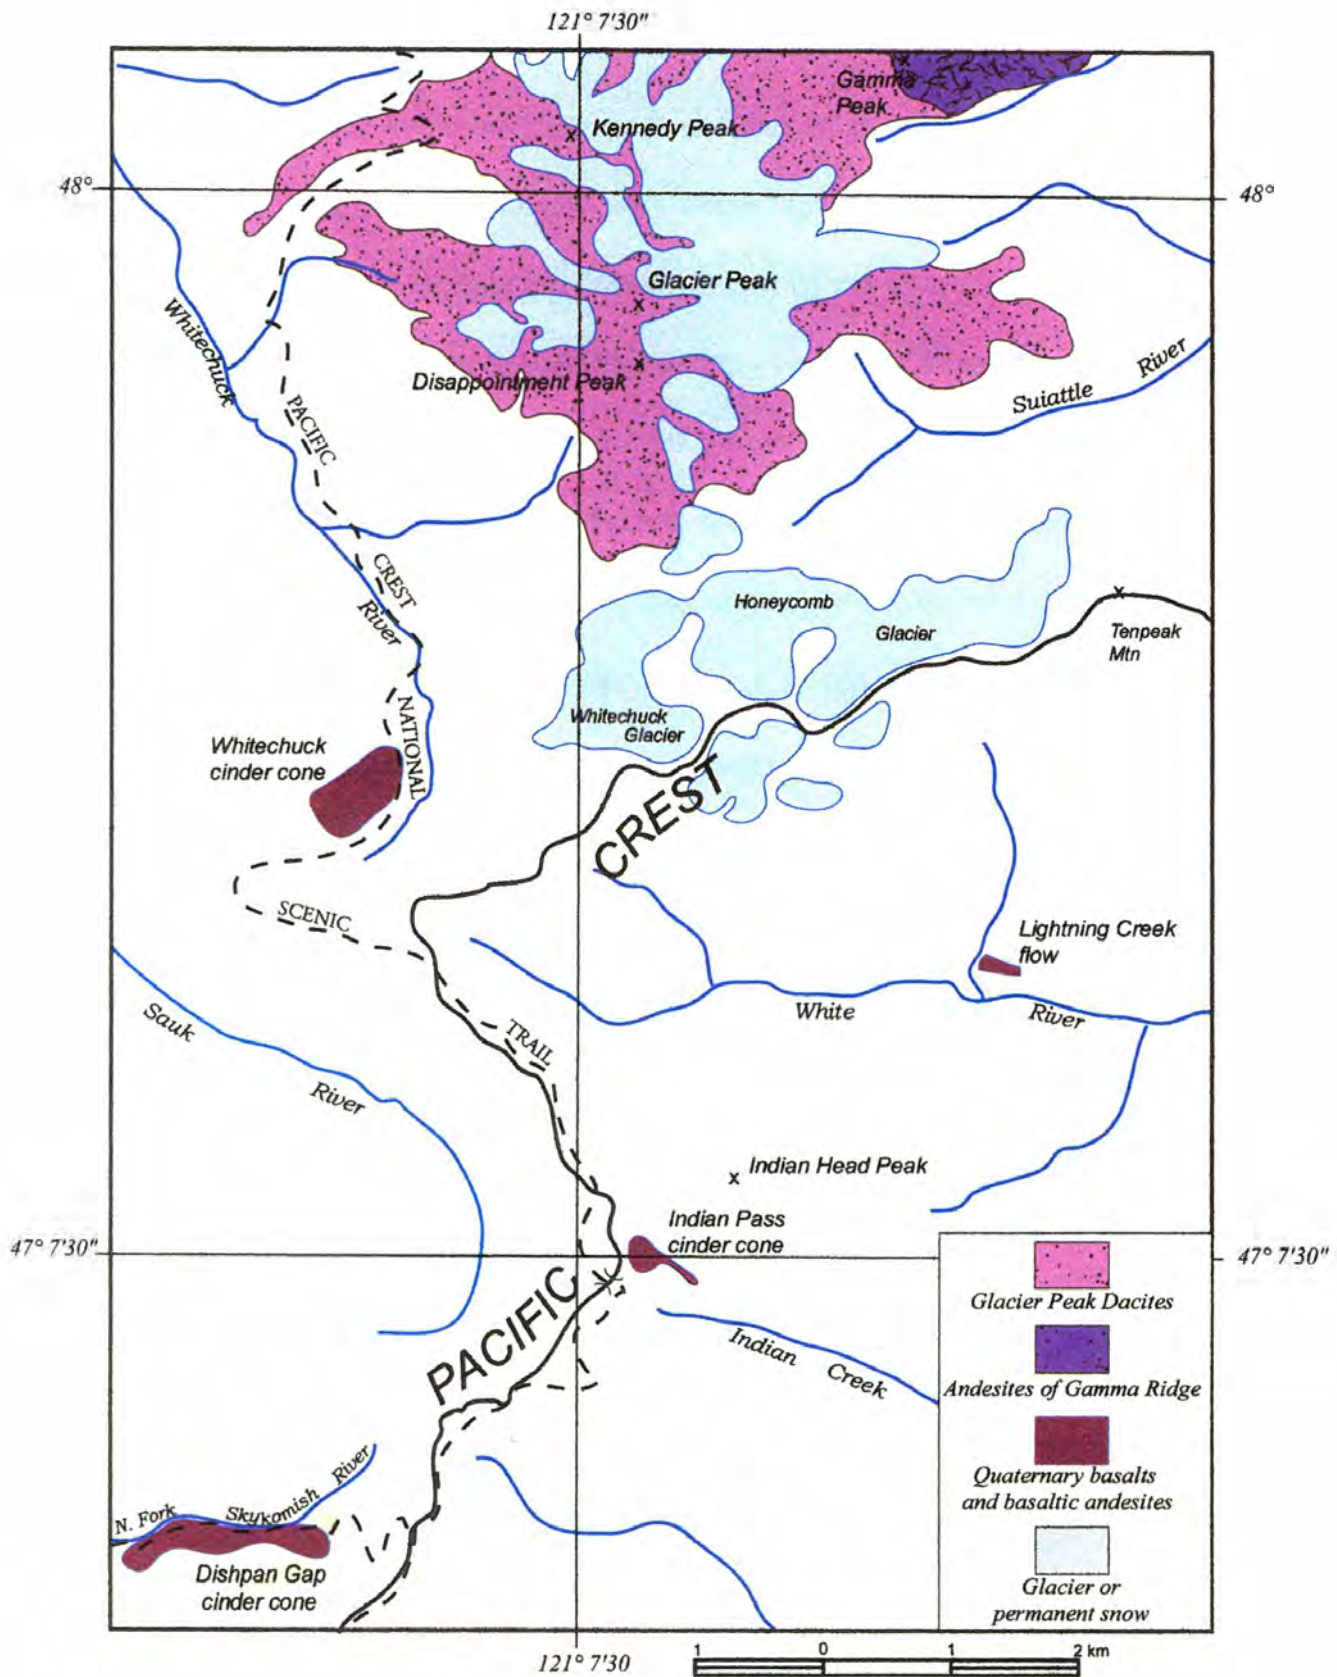 121° 7'30"
Gamma
Peak
Kennedy Peak
48°
48°
Glacier Peak
Whitechuck
River
Disappointment Peak
Suiattle
River
PACIFIC
CREST
NATIONAL
SCENIC
TRAIL
Honeycomb
Glacier
Tenpeak
Mtn
Whitechuck
Glacier
Whitechuck
cinder cone
PACIFIC
CREST
Lightning Creek
flow
White
River
Sauk
River
Indian Head Peak
Indian Pass
cinder cone
47° 7'30"
47° 7'30"
Indian
Creek
N. Fork
Skykomish
River
Dishpan Gap
cinder cone
Glacier Peak Dacites
Andesites of Gamma Ridge
Quaternary basalts
and basaltic andesites
Glacier or
permanent snow
121° 7'30
1 0 1 2 km